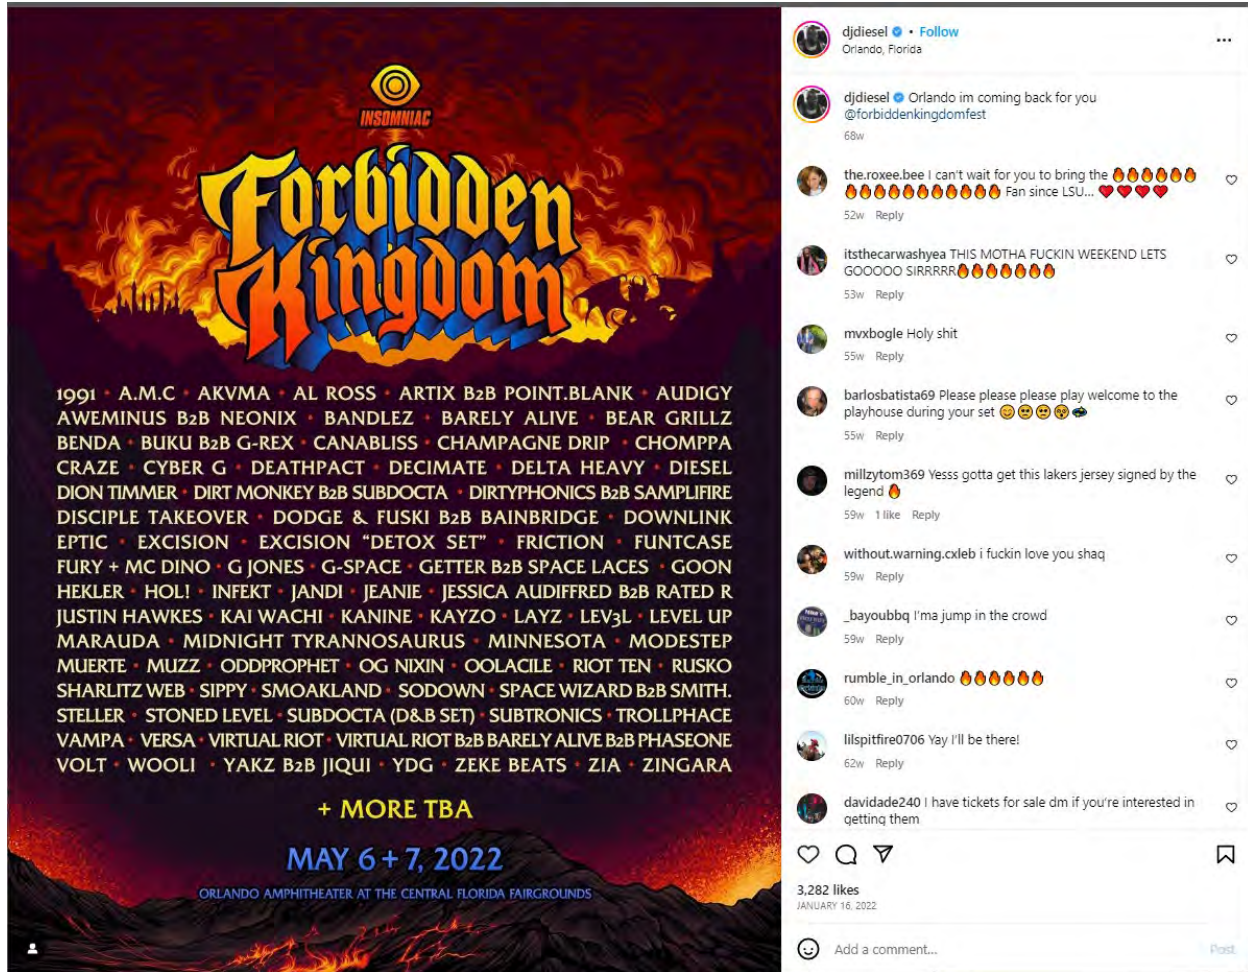 INSOMNIAC
Forbidden
Kingdom
1991 • A.M.C • AKVMA • AL ROSS • ARTIX B2B POINT.BLANK • AUDIGY
AWEMINUS B2B NEONIX • BANDLEZ • BARELY ALIVE • BEAR GRILLZ
BENDA • BUKU B2B G-REX • CANABLISS • CHAMPAGNE DRIP • CHOMPPA
CRAZE • CYBER G • DEATHPACT • DECIMATE • DELTA HEAVY • DIESEL
DION TIMMER • DIRT MONKEY B2B SUBDOCTA • DIRTYPHONICS B2B SAMPLIFIRE
DISCIPLE TAKEOVER • DODGE & FUSKI B2B BAINBRIDGE • DOWNLINK
EPTIC • EXCISION • EXCISION "DETOX SET" • FRICTION • FUNTCASE
FURY + MC DINO • G JONES • G-SPACE • GETTER B2B SPACE LACES • GOON
HEKLER • HOL! • INFEKT • JANDI • JEANIE • JESSICA AUDIFFRED B2B RATED R
JUSTIN HAWKES • KAI WACHI • KANINE • KAYZO • LAYZ • LEV3L • LEVEL UP
MARAUDA • MIDNIGHT TYRANNOSAURUS • MINNESOTA • MODESTEP
MUERTE • MUZZ • ODDPROPHET • OG NIXIN • OOLACILE • RIOT TEN • RUSKO
SHARLITZ WEB • SIPPY • SMOAKLAND • SODOWN • SPACE WIZARD B2B SMITH.
STELLER • STONED LEVEL • SUBDOCTA (D&B SET) • SUBTRONICS • TROLLPHACE
VAMPA • VERSA • VIRTUAL RIOT • VIRTUAL RIOT B2B BARELY ALIVE B2B PHASEONE
VOLT • WOOLI • YAKZ B2B JIQUI • YDG • ZEKE BEATS • ZIA • ZINGARA
+ MORE TBA
MAY 6 + 7, 2022
ORLANDO AMPHITHEATER AT THE CENTRAL FLORIDA FAIRGROUNDS
djdiesel • Follow
Orlando, Florida
djdiesel Orlando im coming back for you
@forbiddenkingdomfest
68w
the.roxee.bee I can't wait for you to bring the 🔥🔥🔥🔥🔥🔥
🔥🔥🔥🔥🔥🔥🔥🔥🔥🔥🔥 Fan since LSU... ❤️❤️❤️❤️
52w Reply
itsthecarwashyea THIS MOTHA FUCKIN WEEKEND LETS
GOOOOO SIRRRRR🔥🔥🔥🔥🔥🔥🔥
53w Reply
mvxbogle Holy shit
55w Reply
barlosbatista69 Please please please play welcome to the
playhouse during your set
55w Reply
millzytom369 Yesss gotta get this lakers jersey signed by the
legend 🔥
59w 1 like Reply
without.warning.cxleb i fuckin love you shaq
59w Reply
_bayoubbq I'ma jump in the crowd
59w Reply
rumble_in_orlando 🔥🔥🔥🔥🔥🔥
60w Reply
lilspitfire0706 Yay I'll be there!
62w Reply
davidade240 I have tickets for sale dm if you're interested in
getting them
3,282 likes
JANUARY 16, 2022
Add a comment...
Post